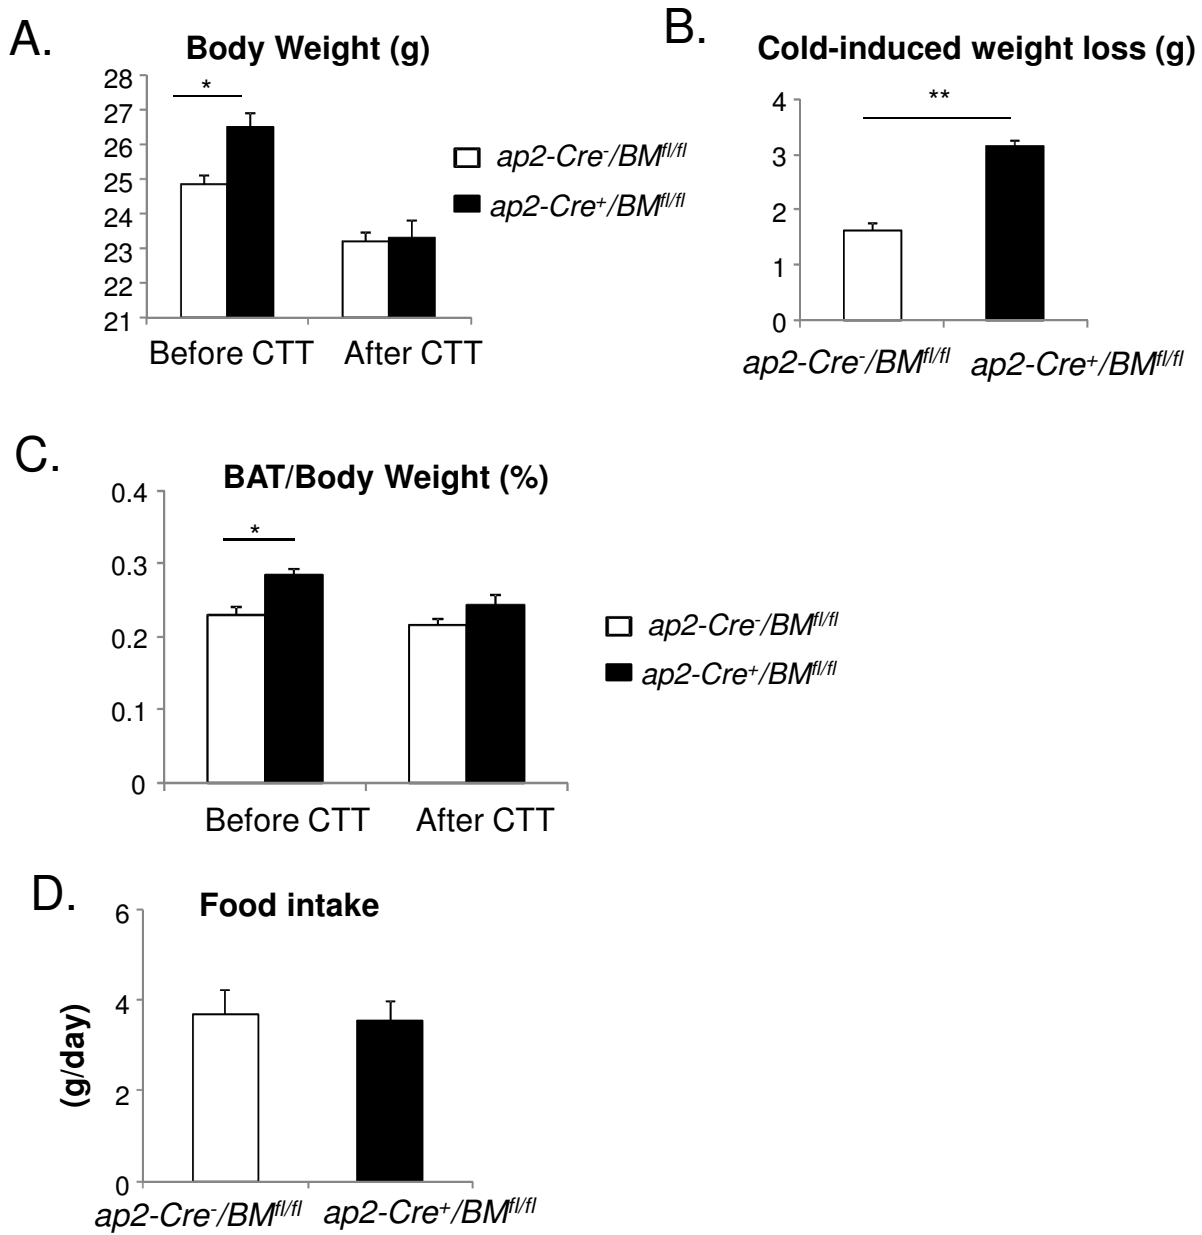 A.
Body Weight (g)
28
27
26
25
24
23
22
21
*
Before CTT
After CTT
ap2-Cre⁻/BMfl/fl
ap2-Cre⁺/BMfl/fl
B.
Cold-induced weight loss (g)
4
3
2
1
0
**
ap2-Cre⁻/BMfl/fl
ap2-Cre⁺/BMfl/fl
C.
BAT/Body Weight (%)
0.4
0.3
0.2
0.1
0
*
Before CTT
After CTT
ap2-Cre⁻/BMfl/fl
ap2-Cre⁺/BMfl/fl
D.
Food intake
(g/day)
6
4
2
0
ap2-Cre⁻/BMfl/fl
ap2-Cre⁺/BMfl/fl